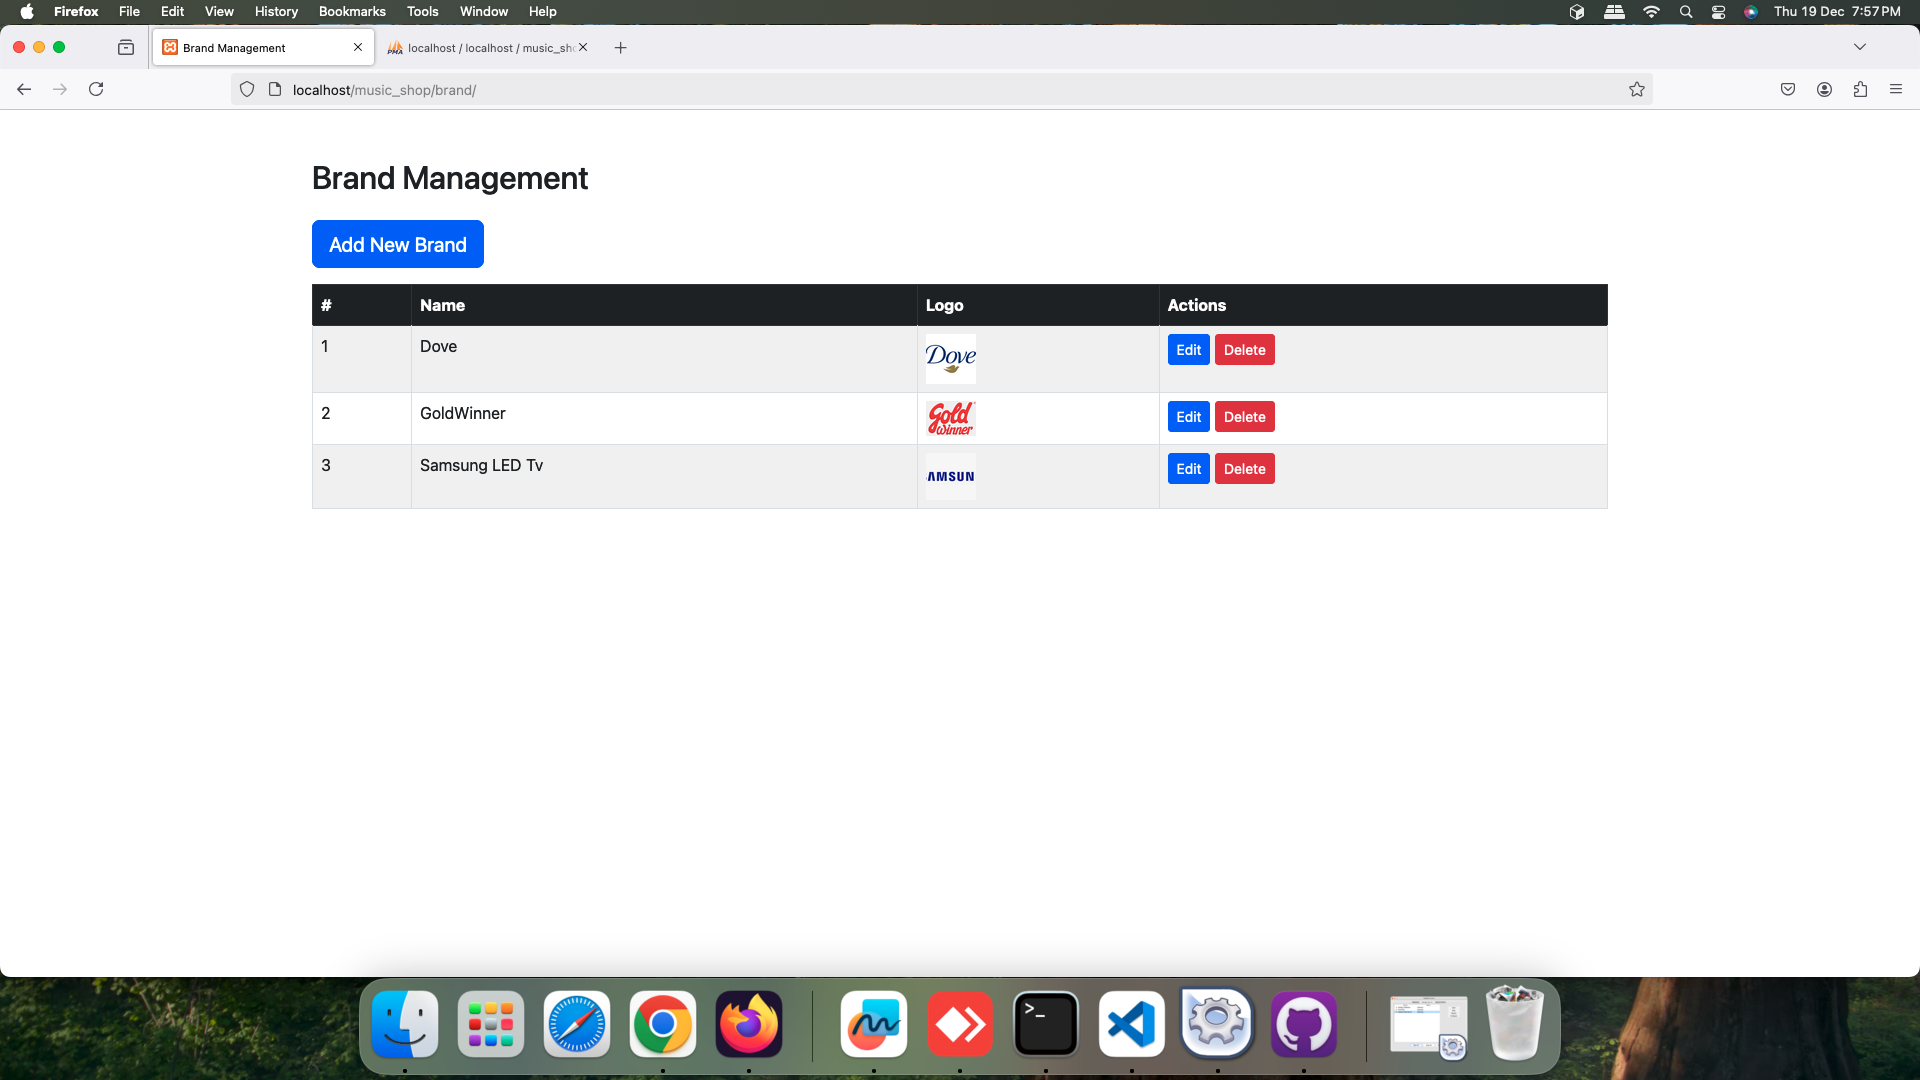 Firefox File Edit View History Bookmarks Tools Window Help Thu 19 Dec 7:57 PM
Brand Management
localhost / localhost / music_sh
localhost/music_shop/brand/
Brand Management
Add New Brand
# Name Logo Actions
1 Dove Dove Edit Delete
2 GoldWinner Gold Winner Edit Delete
3 Samsung LED Tv AMSUN Edit Delete
>_